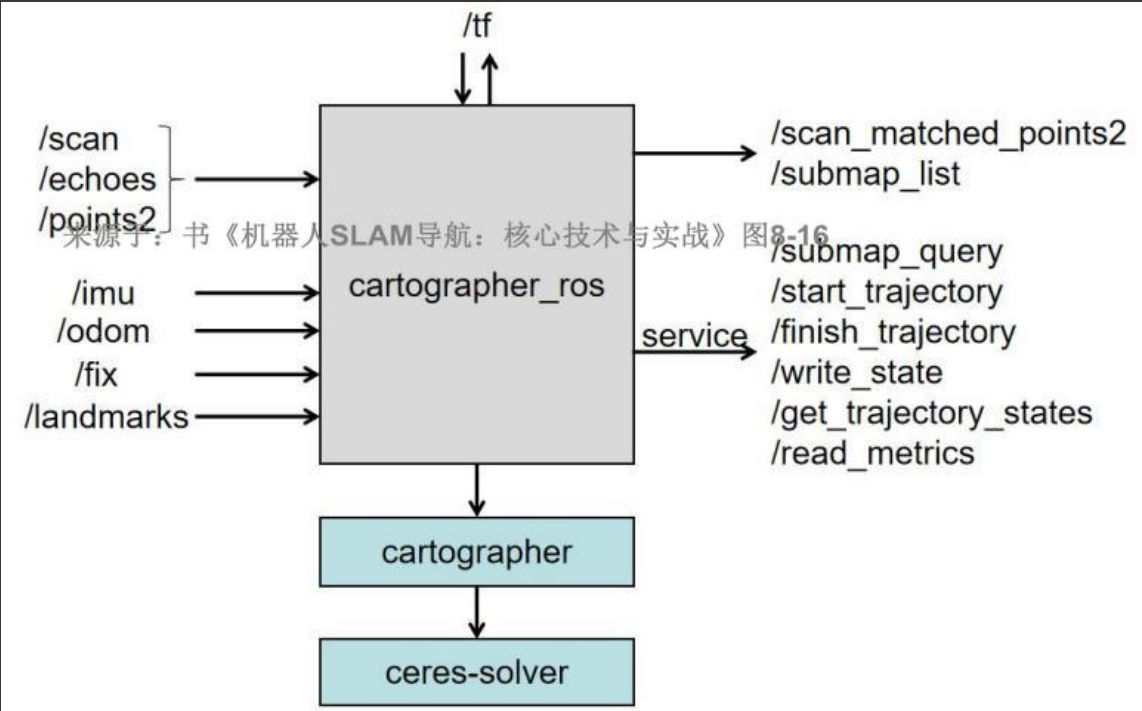 /tf
/scan
/echoes
/points2
来源于：书《机器人SLAM导航：核心技术与实战》图8-16
/imu
/odom
/fix
/landmarks
cartographer_ros
/scan_matched_points2
/submap_list
service
/submap_query
/start_trajectory
/finish_trajectory
/write_state
/get_trajectory_states
/read_metrics
cartographer
ceres-solver